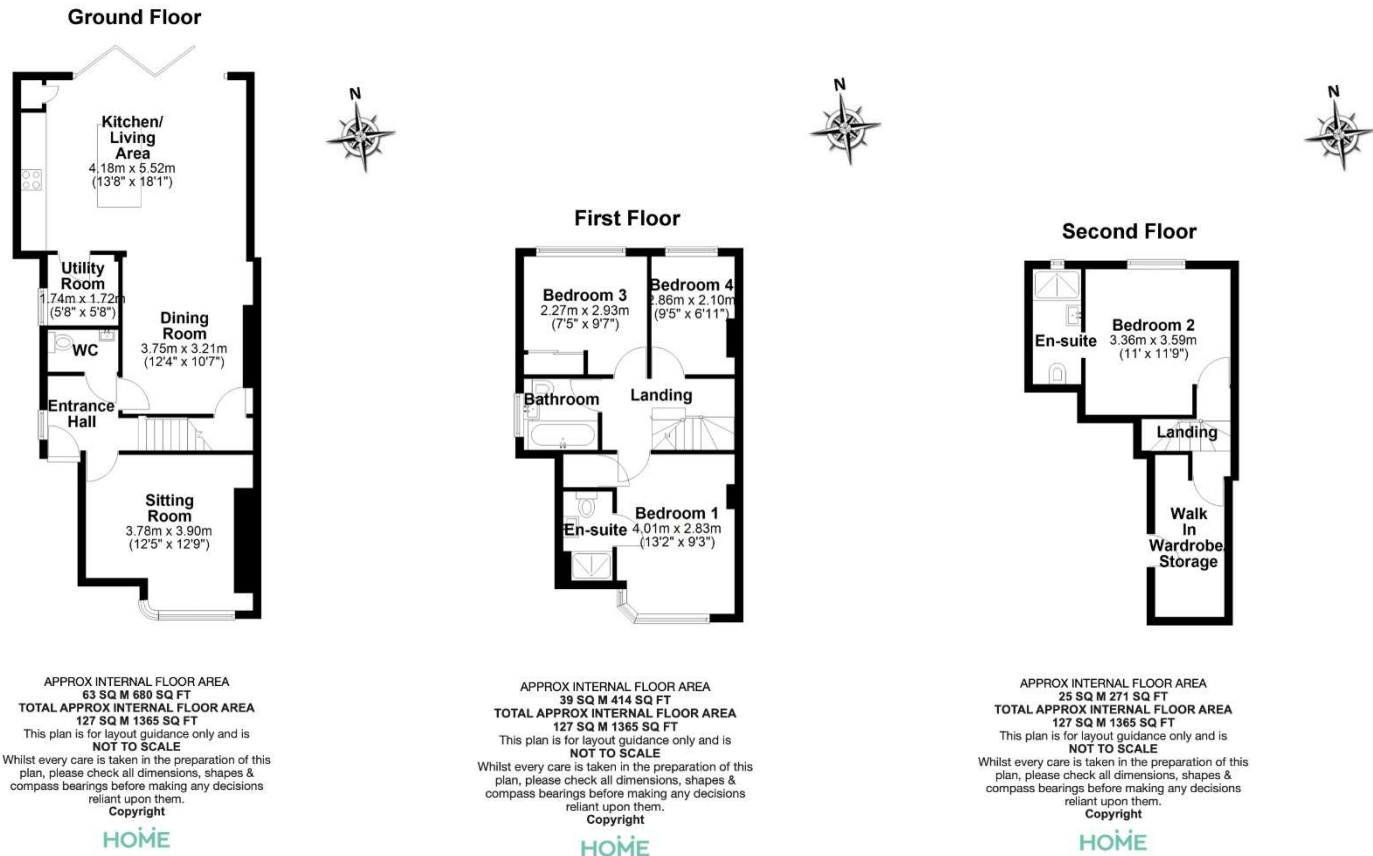 Ground Floor
N
Kitchen/
Living
Area
4.18m x 5.52m
(13'8" x 18'1")
Utility
Room
1.74m x 1.72m
(5'8" x 5'8")
Dining
Room
3.75m x 3.21m
(12'4" x 10'7")
WC
Entrance
Hall
Sitting
Room
3.78m x 3.90m
(12'5" x 12'9")
APPROX INTERNAL FLOOR AREA
63 SQ M 680 SQ FT
TOTAL APPROX INTERNAL FLOOR AREA
127 SQ M 1365 SQ FT
This plan is for layout guidance only and is
NOT TO SCALE
Whilst every care is taken in the preparation of this
plan, please check all dimensions, shapes &
compass bearings before making any decisions
reliant upon them.
Copyright
HOME
First Floor
N
Bedroom 3
2.27m x 2.93m
(7'5" x 9'7")
Bedroom 4
2.86m x 2.10m
(9'5" x 6'11")
Bathroom
Landing
En-suite
Bedroom 1
4.01m x 2.83m
(13'2" x 9'3")
APPROX INTERNAL FLOOR AREA
39 SQ M 414 SQ FT
TOTAL APPROX INTERNAL FLOOR AREA
127 SQ M 1365 SQ FT
This plan is for layout guidance only and is
NOT TO SCALE
Whilst every care is taken in the preparation of this
plan, please check all dimensions, shapes &
compass bearings before making any decisions
reliant upon them.
Copyright
HOME
Second Floor
N
En-suite
Bedroom 2
3.36m x 3.59m
(11' x 11'9")
Landing
Walk
In
Wardrobe
Storage
APPROX INTERNAL FLOOR AREA
25 SQ M 271 SQ FT
TOTAL APPROX INTERNAL FLOOR AREA
127 SQ M 1365 SQ FT
This plan is for layout guidance only and is
NOT TO SCALE
Whilst every care is taken in the preparation of this
plan, please check all dimensions, shapes &
compass bearings before making any decisions
reliant upon them.
Copyright
HOME